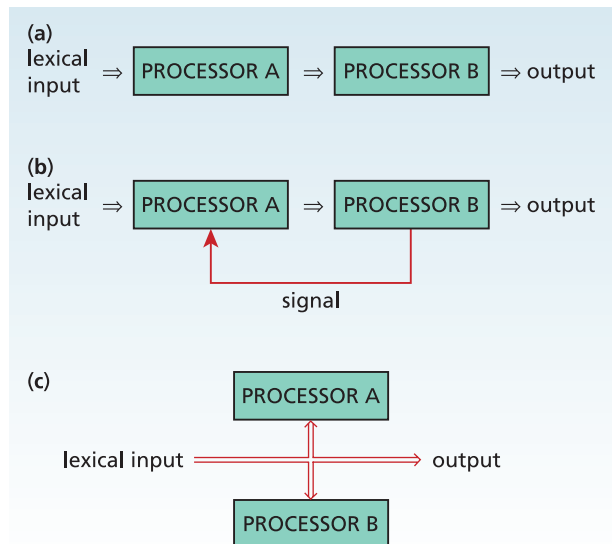 (a)
lexical
input ⇒ PROCESSOR A ⇒ PROCESSOR B ⇒ output
(b)
lexical
input ⇒ PROCESSOR A ⇒ PROCESSOR B ⇒ output
signal
(c)
PROCESSOR A
lexical input output
PROCESSOR B